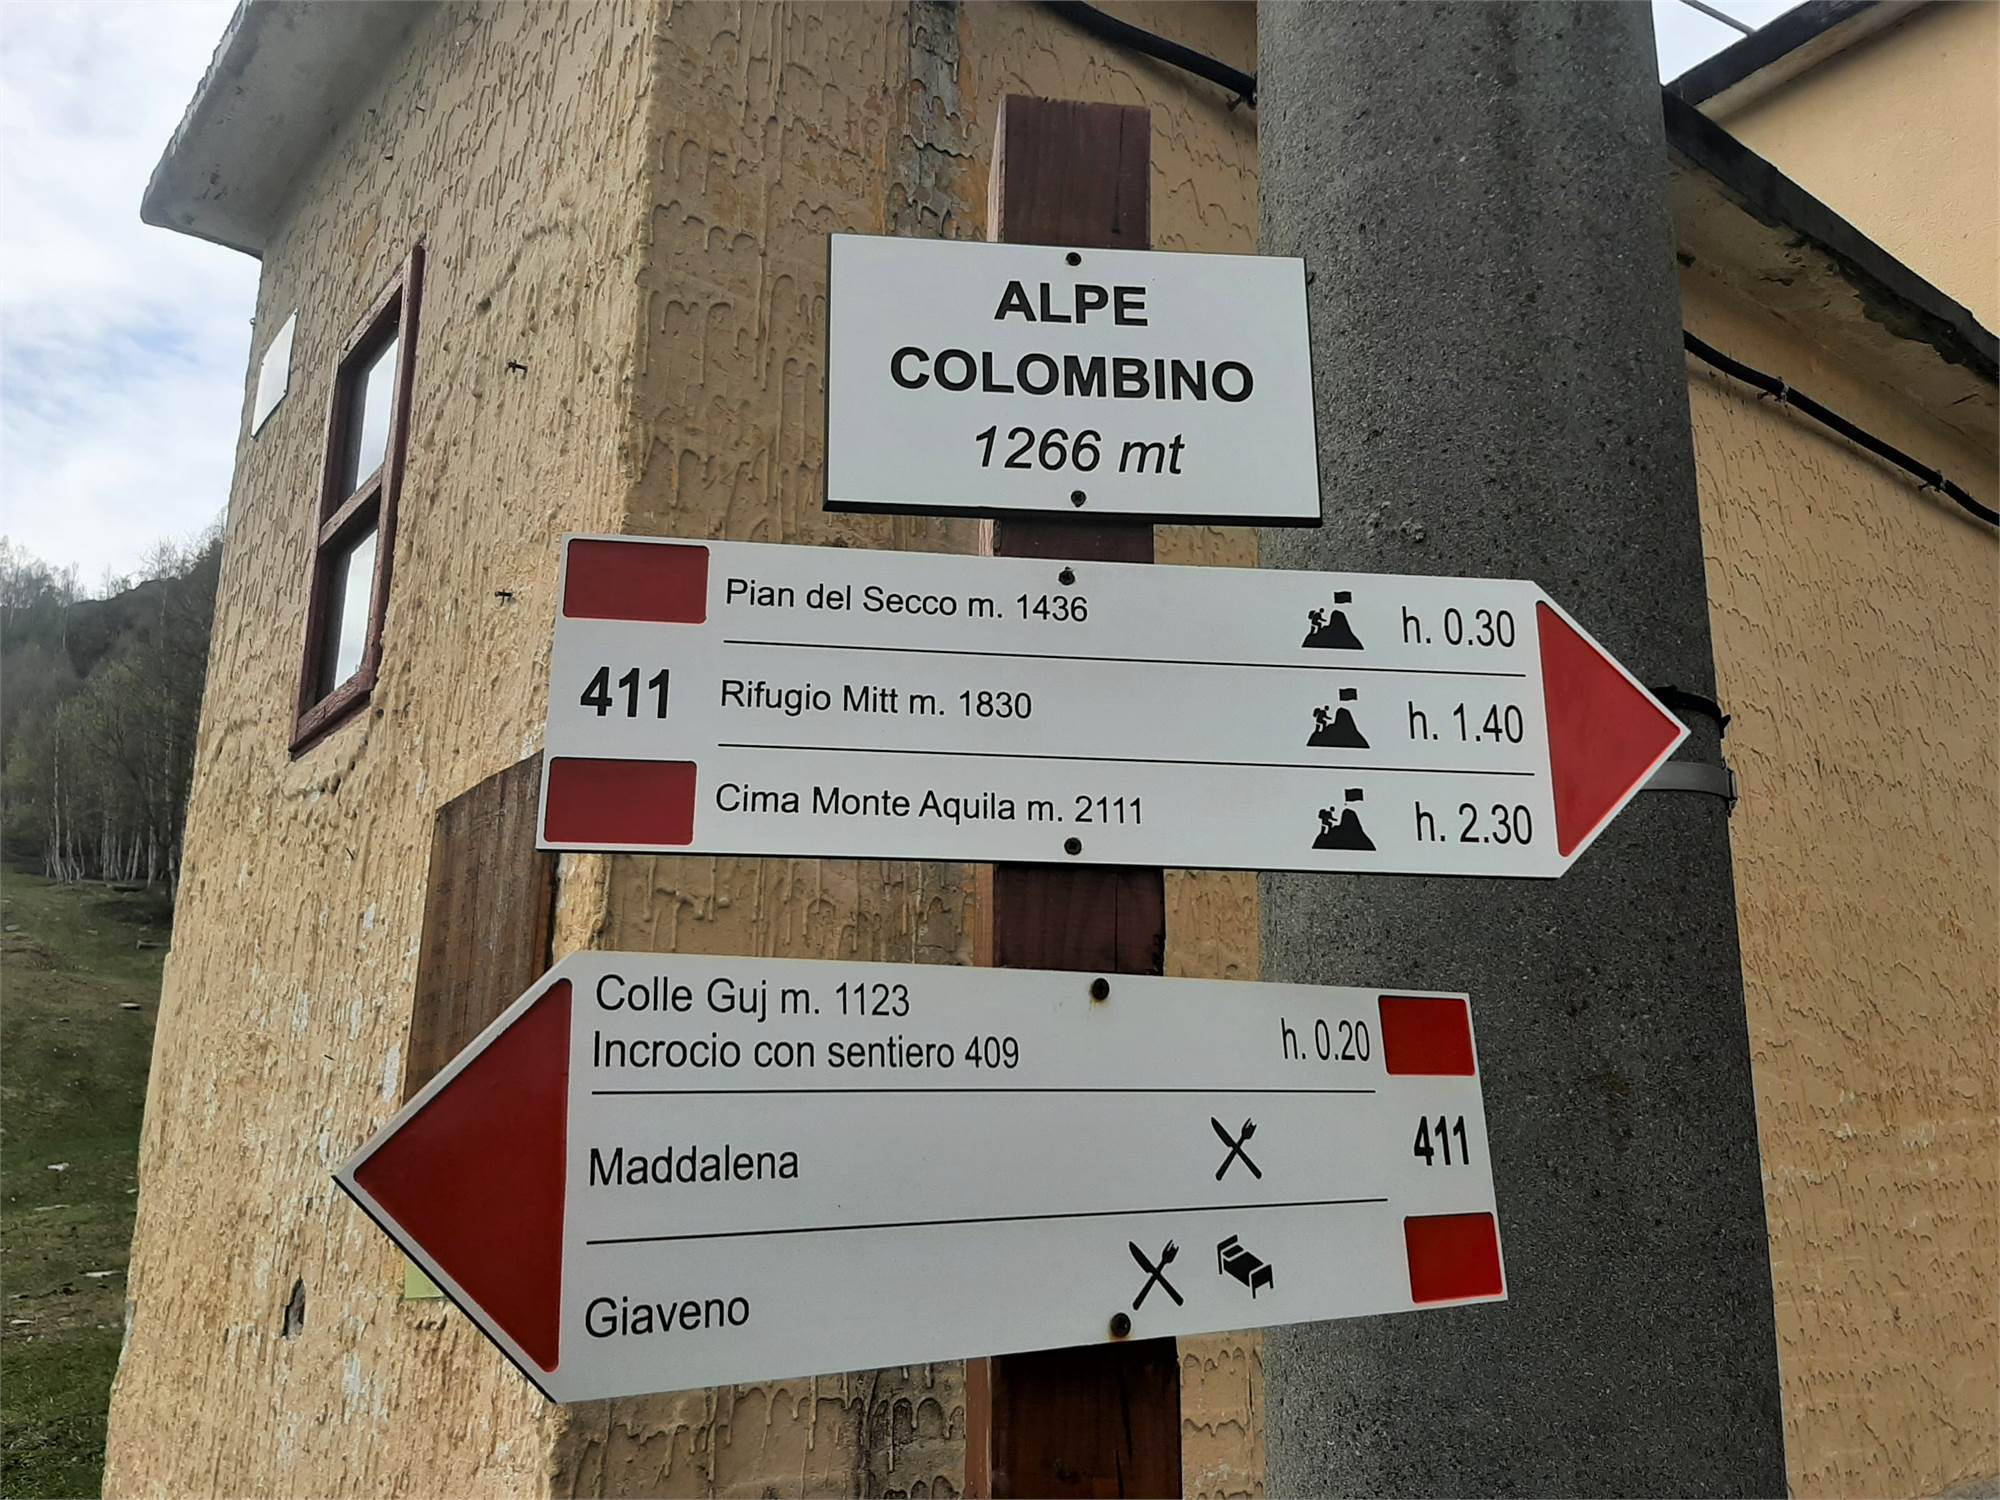 ALPE
COLOMBINO
1266 mt
Pian del Secco m. 1436 h. 0.30
411
Rifugio Mitt m. 1830 h. 1.40
Cima Monte Aquila m. 2111 h. 2.30
Colle Guj m. 1123
Incrocio con sentiero 409 h. 0.20
Maddalena
411
Giaveno